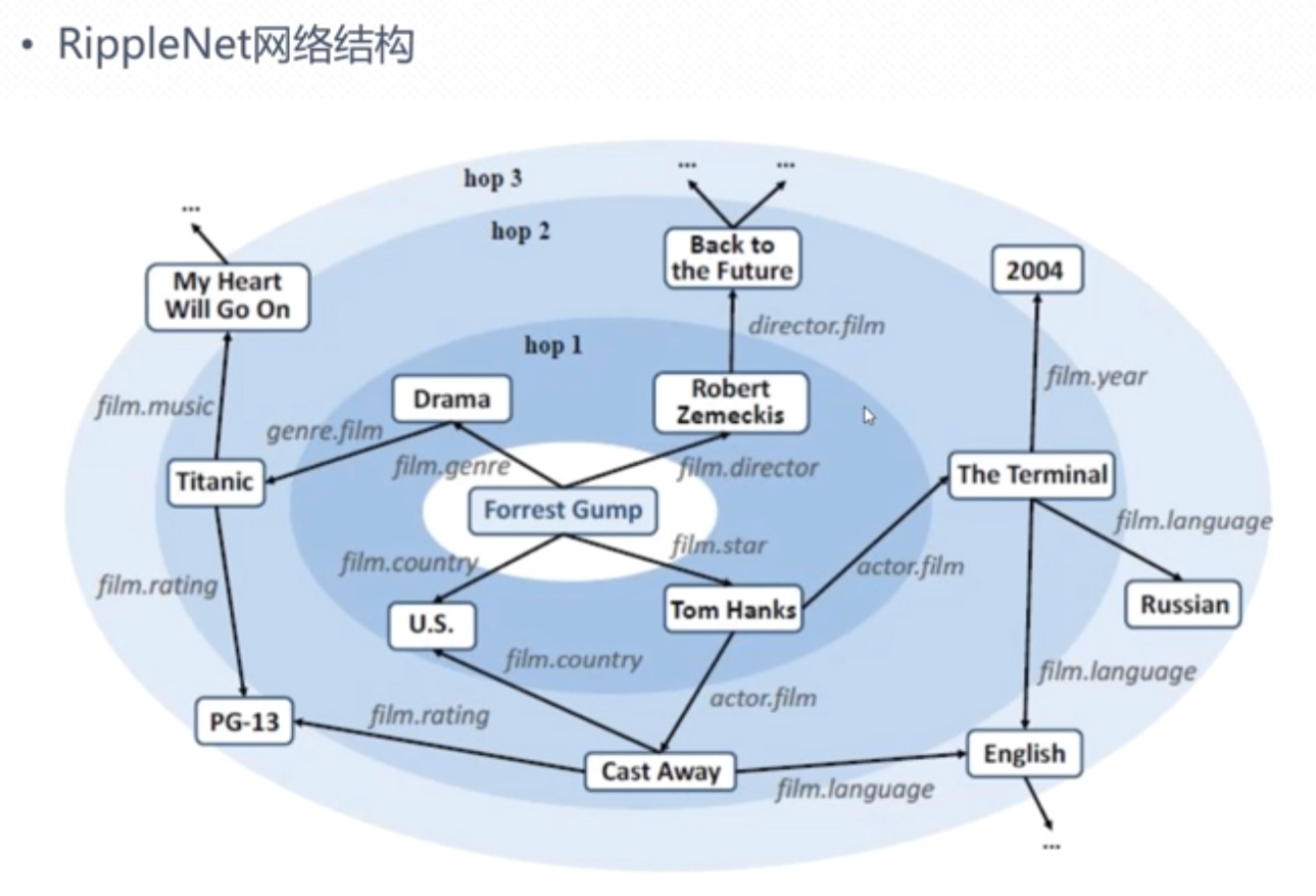 • RippleNet网络结构
... ...
hop 3
...
hop 2
Back to
the Future
2004
My Heart
Will Go On
director.film
hop 1
film.year
Drama
Robert
Zemeckis
film.music
genre.film
film.genre
film.director
Titanic
The Terminal
Forrest Gump
film.language
film.star
film.country
actor.film
film.rating
U.S.
Tom Hanks
Russian
film.country
film.language
actor.film
film.rating
PG-13
English
Cast Away
film.language
...